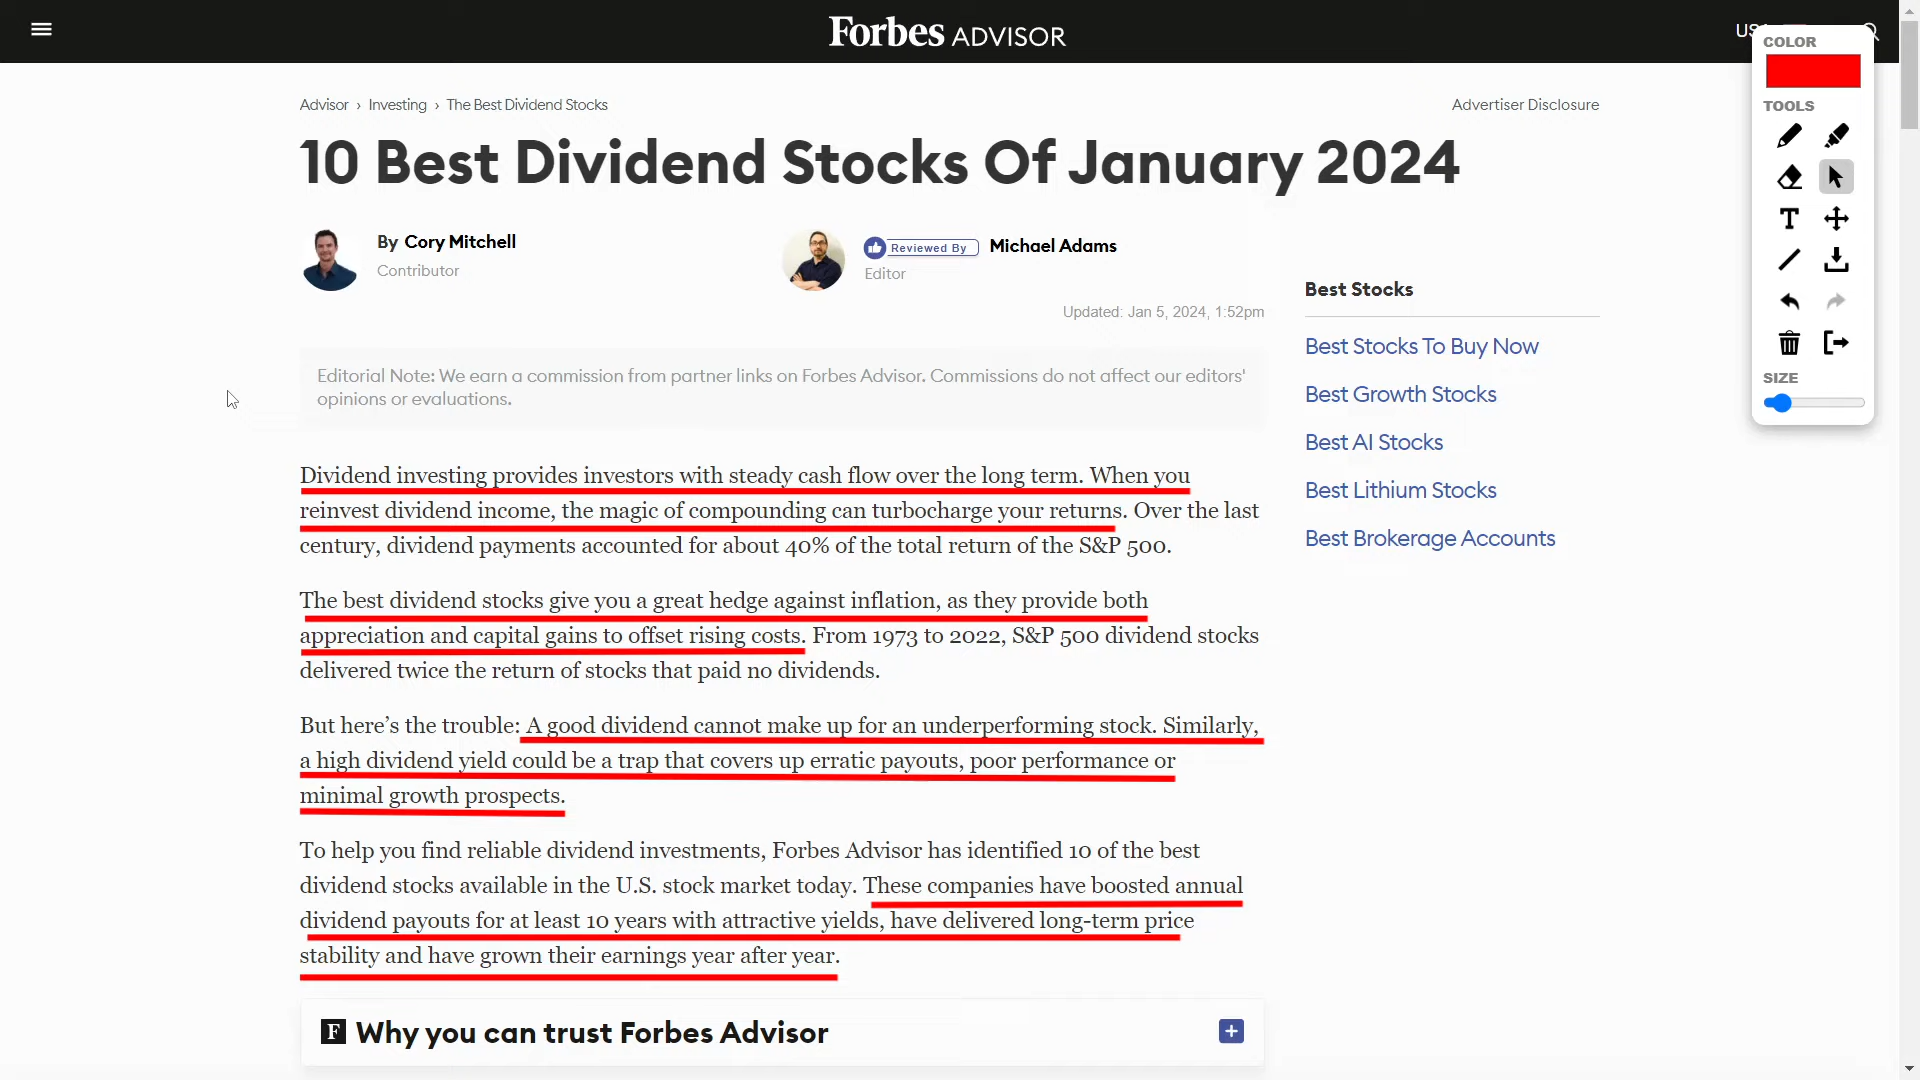 Forbes ADVISOR
COLOR
TOOLS
SIZE
Advisor › Investing › The Best Dividend Stocks
Advertiser Disclosure
10 Best Dividend Stocks Of January 2024
By Cory Mitchell
Contributor
Reviewed By Michael Adams
Editor
Updated: Jan 5, 2024, 1:52pm
Editorial Note: We earn a commission from partner links on Forbes Advisor. Commissions do not affect our editors'
opinions or evaluations.
Dividend investing provides investors with steady cash flow over the long term. When you
reinvest dividend income, the magic of compounding can turbocharge your returns. Over the last
century, dividend payments accounted for about 40% of the total return of the S&P 500.
The best dividend stocks give you a great hedge against inflation, as they provide both
appreciation and capital gains to offset rising costs. From 1973 to 2022, S&P 500 dividend stocks
delivered twice the return of stocks that paid no dividends.
But here’s the trouble: A good dividend cannot make up for an underperforming stock. Similarly,
a high dividend yield could be a trap that covers up erratic payouts, poor performance or
minimal growth prospects.
To help you find reliable dividend investments, Forbes Advisor has identified 10 of the best
dividend stocks available in the U.S. stock market today. These companies have boosted annual
dividend payouts for at least 10 years with attractive yields, have delivered long-term price
stability and have grown their earnings year after year.
F Why you can trust Forbes Advisor
Best Stocks
Best Stocks To Buy Now
Best Growth Stocks
Best AI Stocks
Best Lithium Stocks
Best Brokerage Accounts